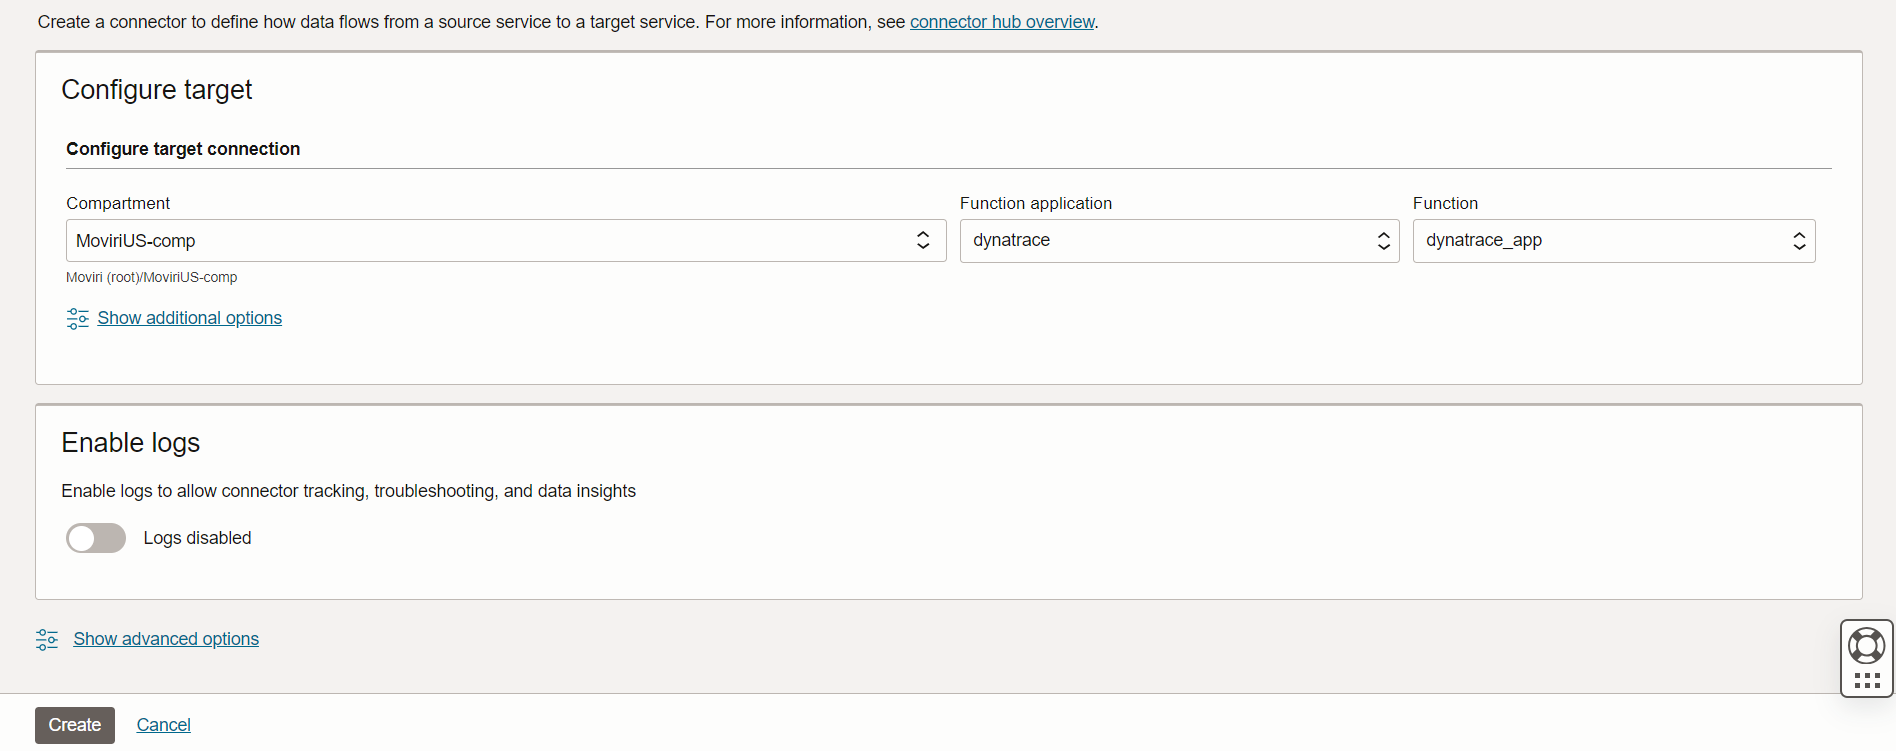 Create a connector to define how data flows from a source service to a target service. For more information, see connector hub overview.
Configure target
Configure target connection
Compartment
MoviriUS-comp
Moviri (root)/MoviriUS-comp
Function application
dynatrace
Function
dynatrace_app
Show additional options
Enable logs
Enable logs to allow connector tracking, troubleshooting, and data insights
Logs disabled
Show advanced options
Create Cancel